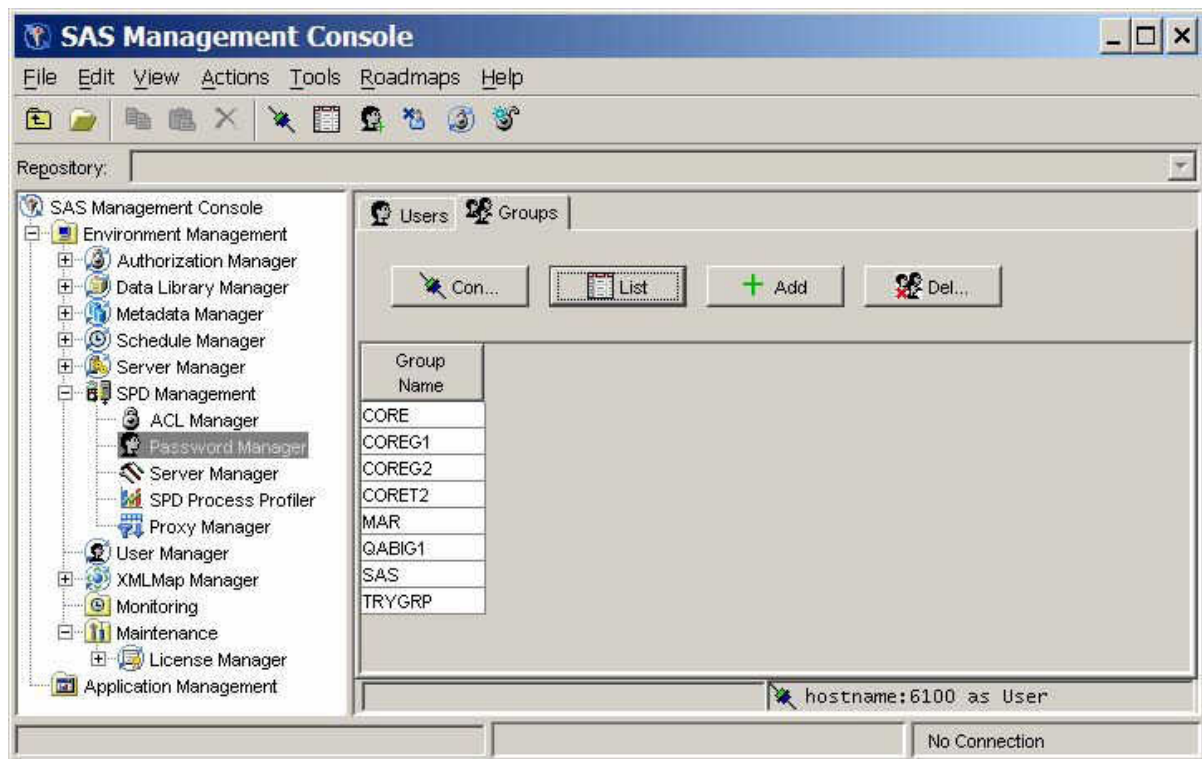 SAS Management Console
File Edit View Actions Tools Roadmaps Help
Repository:
SAS Management Console
Environment Management
Authorization Manager
Data Library Manager
Metadata Manager
Schedule Manager
Server Manager
SPD Management
ACL Manager
Password Manager
Server Manager
SPD Process Profiler
Proxy Manager
User Manager
XMLMap Manager
Monitoring
Maintenance
License Manager
Application Management
Users Groups
Con... List Add Del...
Group
Name
CORE
COREG1
COREG2
CORET2
MAR
QABIG1
SAS
TRYGRP
hostname:6100 as User
No Connection